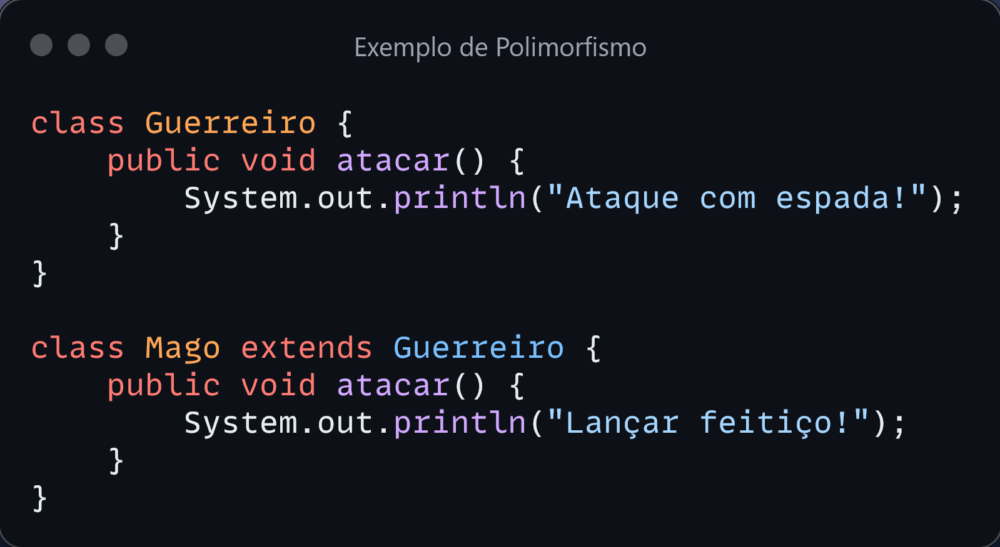 Exemplo de Polimorfismo
class Guerreiro {
    public void atacar() {
        System.out.println("Ataque com espada!");
    }
}
class Mago extends Guerreiro {
    public void atacar() {
        System.out.println("Lançar feitiço!");
    }
}